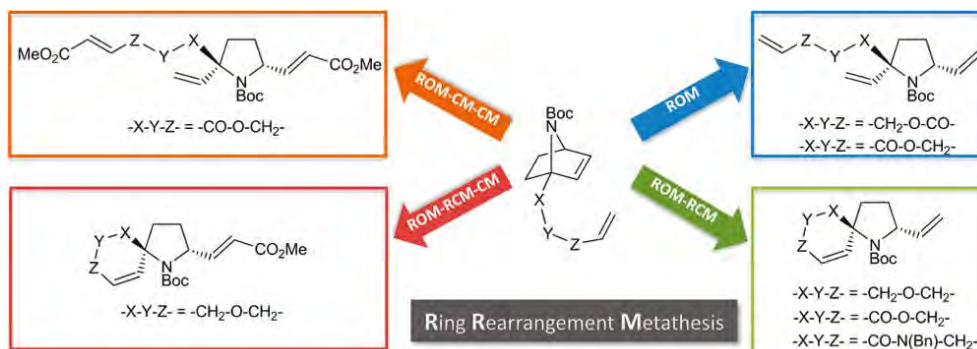 MeO2C
Z
Y
X
N
Boc
CO2Me
-X-Y-Z- = -CO-O-CH2-
ROM-CM-CM
ROM
Z
Y
X
N
Boc
-X-Y-Z- = -CH2-O-CO-
-X-Y-Z- = -CO-O-CH2-
Boc
N
X
Y
Z
ROM-RCM-CM
ROM-RCM
Y
X
Z
N
Boc
CO2Me
-X-Y-Z- = -CH2-O-CH2-
Y
X
Z
N
Boc
-X-Y-Z- = -CH2-O-CH2-
-X-Y-Z- = -CO-O-CH2-
-X-Y-Z- = -CO-N(Bn)-CH2-
Ring Rearrangement Metathesis